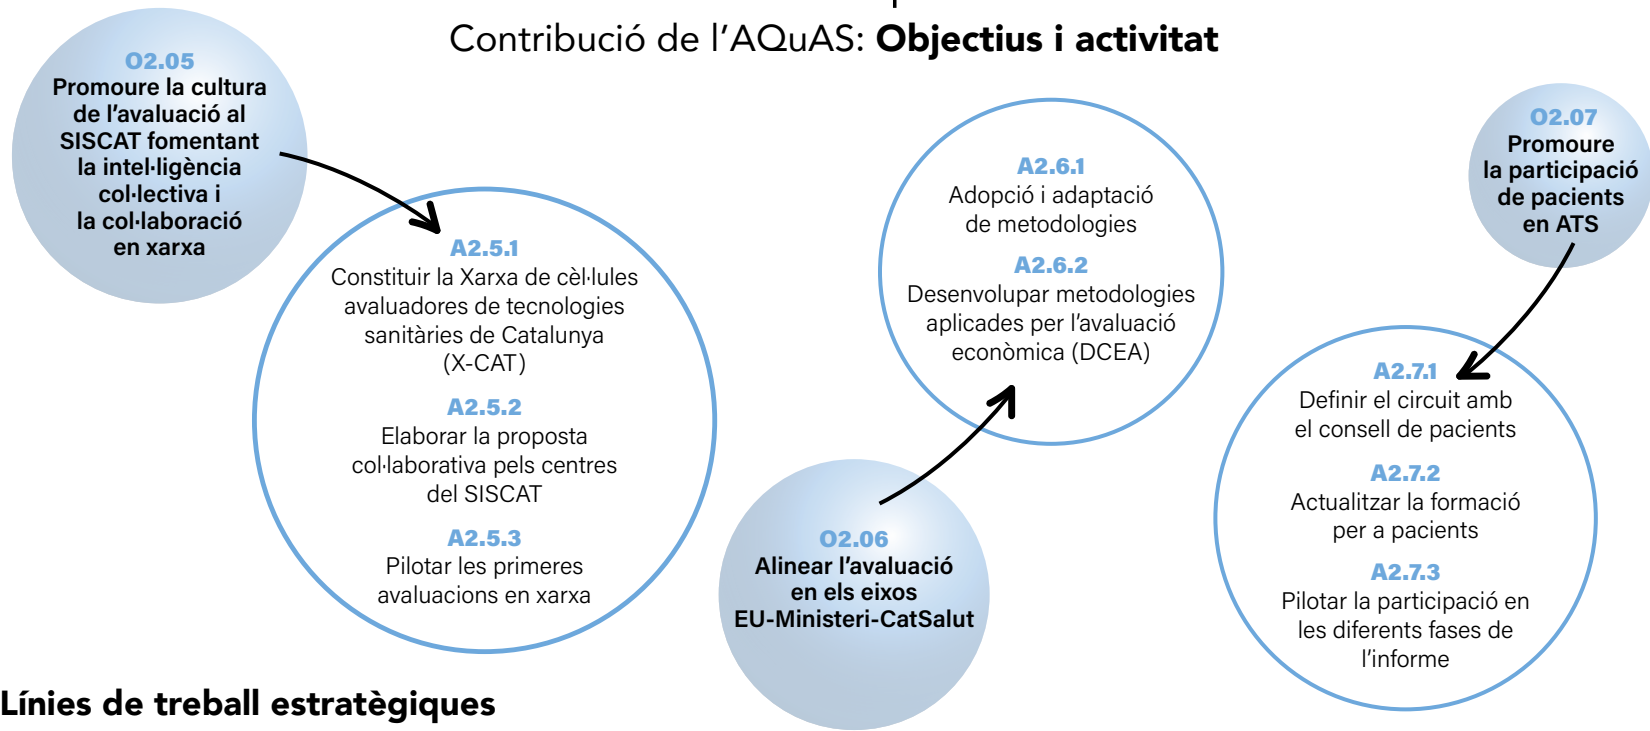 Contribució de l'AQuAS: Objectius i activitat
O2.05
Promoure la cultura
de l'avaluació al
SISCAT fomentant
la intel·ligència
col·lectiva i
la col·laboració
en xarxa
A2.5.1
Constituir la Xarxa de cèl·lules
avaluadores de tecnologies
sanitàries de Catalunya
(X-CAT)
A2.5.2
Elaborar la proposta
col·laborativa pels centres
del SISCAT
A2.5.3
Pilotar les primeres
avaluacions en xarxa
A2.6.1
Adopció i adaptació
de metodologies
A2.6.2
Desenvolupar metodologies
aplicades per l'avaluació
econòmica (DCEA)
O2.06
Alinear l'avaluació
en els eixos
EU-Ministeri-CatSalut
O2.07
Promoure
la participació
de pacients
en ATS
A2.7.1
Definir el circuit amb
el consell de pacients
A2.7.2
Actualitzar la formació
per a pacients
A2.7.3
Pilotar la participació en
les diferents fases de
l'informe
Línies de treball estratègiques